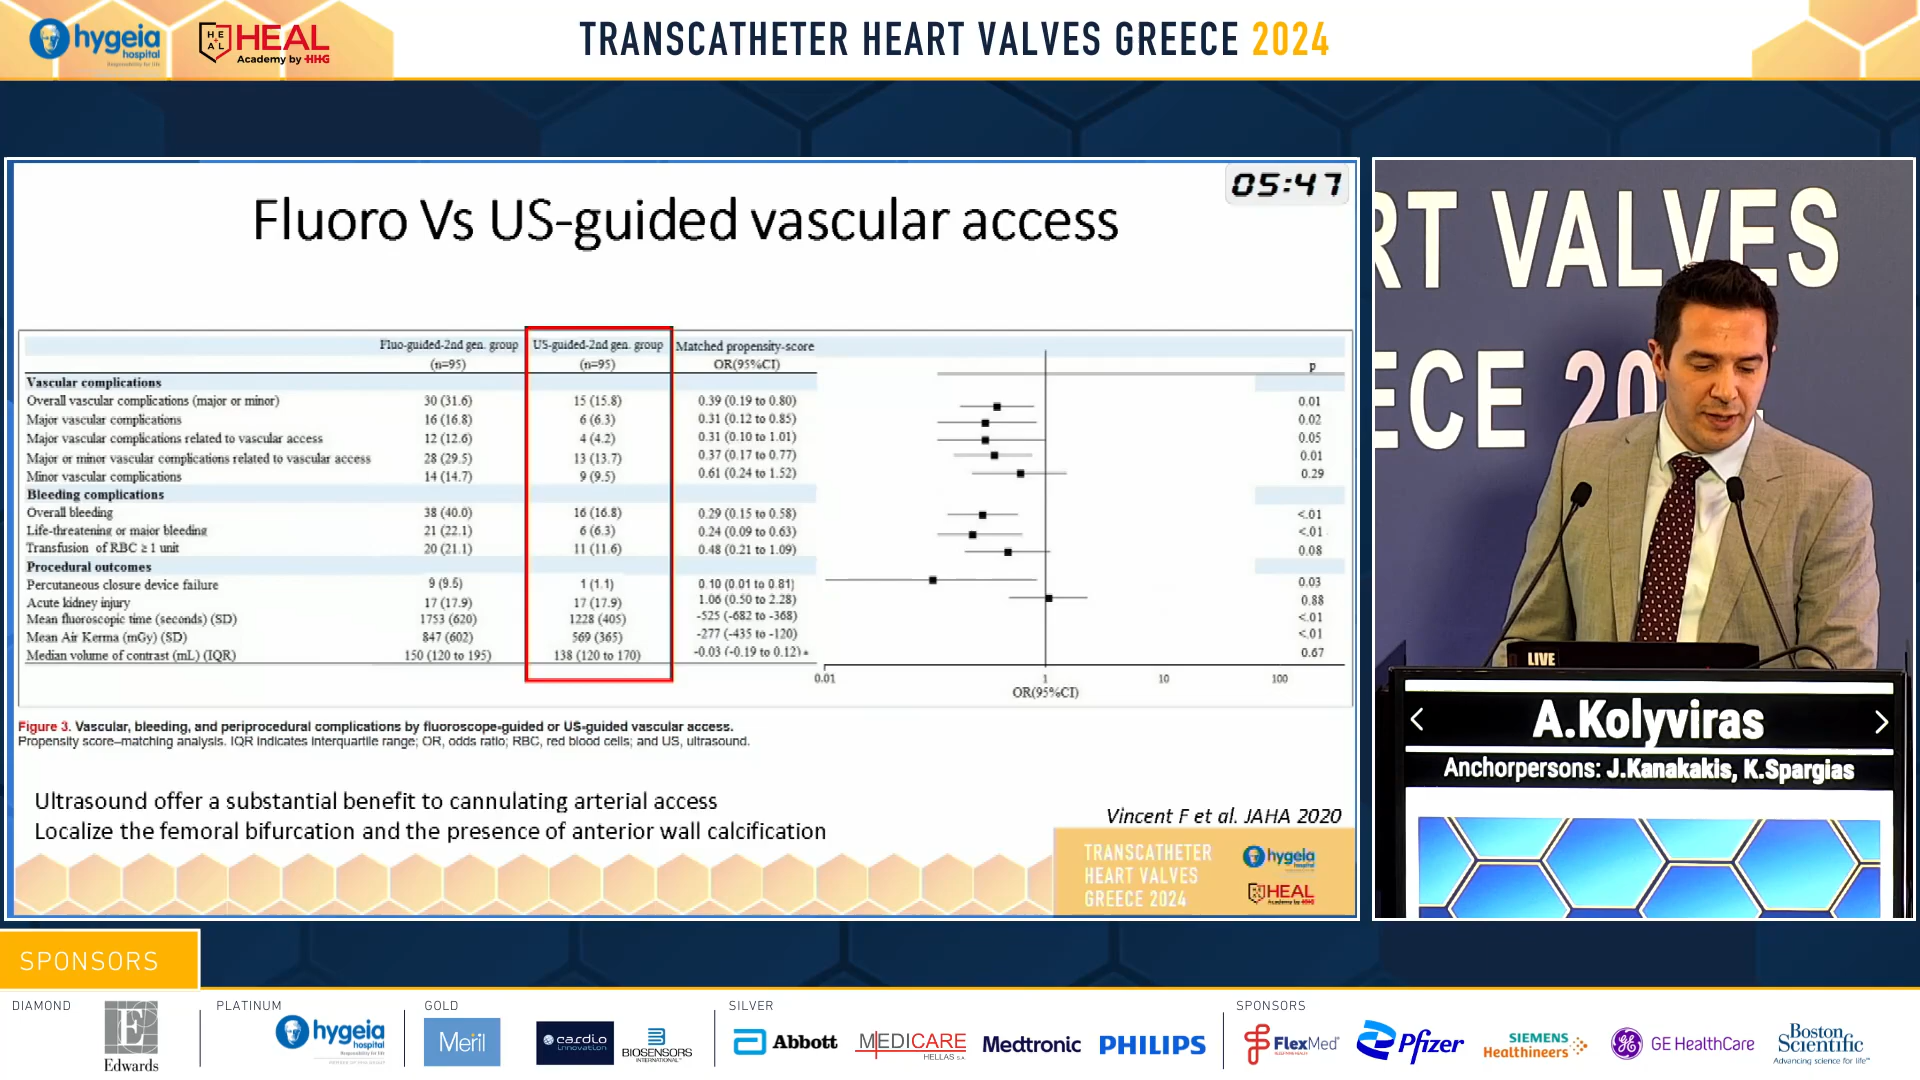 hygeia
hospital
Responsibility for life
HEAL
HEAL
Academy by HHG
TRANSCATHETER HEART VALVES GREECE 2024
05:47
Fluoro Vs US-guided vascular access
Fluo-guided-2nd gen. group US-guided-2nd gen. group Matched propensity-score
(n=95) (n=95) OR(95%CI) p
Vascular complications
Overall vascular complications (major or minor) 30 (31.6) 15 (15.8) 0.39 (0.19 to 0.80) 0.01
Major vascular complications 16 (16.8) 6 (6.3) 0.31 (0.12 to 0.85) 0.02
Major vascular complications related to vascular access 12 (12.6) 4 (4.2) 0.31 (0.10 to 1.01) 0.05
Major or minor vascular complications related to vascular access 28 (29.5) 13 (13.7) 0.37 (0.17 to 0.77) 0.01
Minor vascular complications 14 (14.7) 9 (9.5) 0.61 (0.24 to 1.52) 0.29
Bleeding complications
Overall bleeding 38 (40.0) 16 (16.8) 0.29 (0.15 to 0.58) <.01
Life-threatening or major bleeding 21 (22.1) 6 (6.3) 0.24 (0.09 to 0.63) <.01
Transfusion of RBC ≥ 1 unit 20 (21.1) 11 (11.6) 0.48 (0.21 to 1.09) 0.08
Procedural outcomes
Percutaneous closure device failure 9 (9.5) 1 (1.1) 0.10 (0.01 to 0.81) 0.03
Acute kidney injury 17 (17.9) 17 (17.9) 1.06 (0.50 to 2.28) 0.88
Mean fluoroscopic time (seconds) (SD) 1753 (620) 1228 (405) -525 (-682 to -368) <.01
Mean Air Kerma (mGy) (SD) 847 (602) 569 (365) -277 (-435 to -120) <.01
Median volume of contrast (mL) (IQR) 150 (120 to 195) 138 (120 to 170) -0.03 (-0.19 to 0.12)* 0.67
0.01 1 10 100
OR(95%CI)
Figure 3. Vascular, bleeding, and periprocedural complications by fluoroscope-guided or US-guided vascular access.
Propensity score–matching analysis. IQR indicates interquartile range; OR, odds ratio; RBC, red blood cells; and US, ultrasound.
Ultrasound offer a substantial benefit to cannulating arterial access
Localize the femoral bifurcation and the presence of anterior wall calcification
Vincent F et al. JAHA 2020
TRANSCATHETER
HEART VALVES
GREECE 2024
hygeia
HEAL
RT VALVES
ECE 20
LIVE
A.Kolyviras
Anchorpersons: J.Kanakakis, K.Spargias
SPONSORS
DIAMOND PLATINUM GOLD SILVER SPONSORS
E
Edwards
hygeia
hospital
Responsibility for life
Meril
cardio
innovation
BIOSENSORS
INTERNATIONAL
Abbott
MEDICARE
HELLAS S.A.
Medtronic
PHILIPS
FlexMed
Pfizer
SIEMENS
Healthineers
GE HealthCare
Boston
Scientific
Advancing science for life™